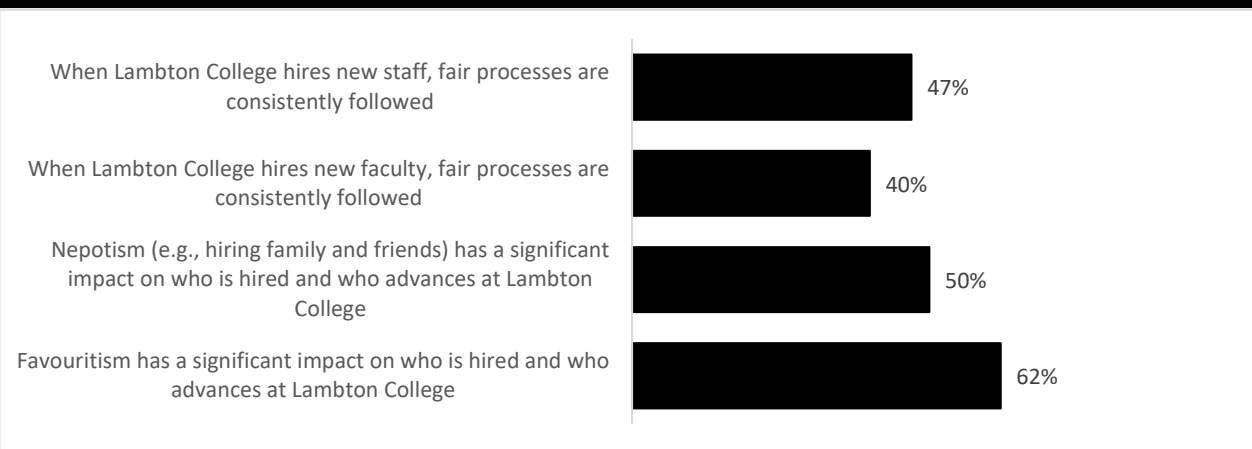 When Lambton College hires new staff, fair processes are
consistently followed
47%
When Lambton College hires new faculty, fair processes are
consistently followed
40%
Nepotism (e.g., hiring family and friends) has a significant
impact on who is hired and who advances at Lambton
College
50%
Favouritism has a significant impact on who is hired and who
advances at Lambton College
62%